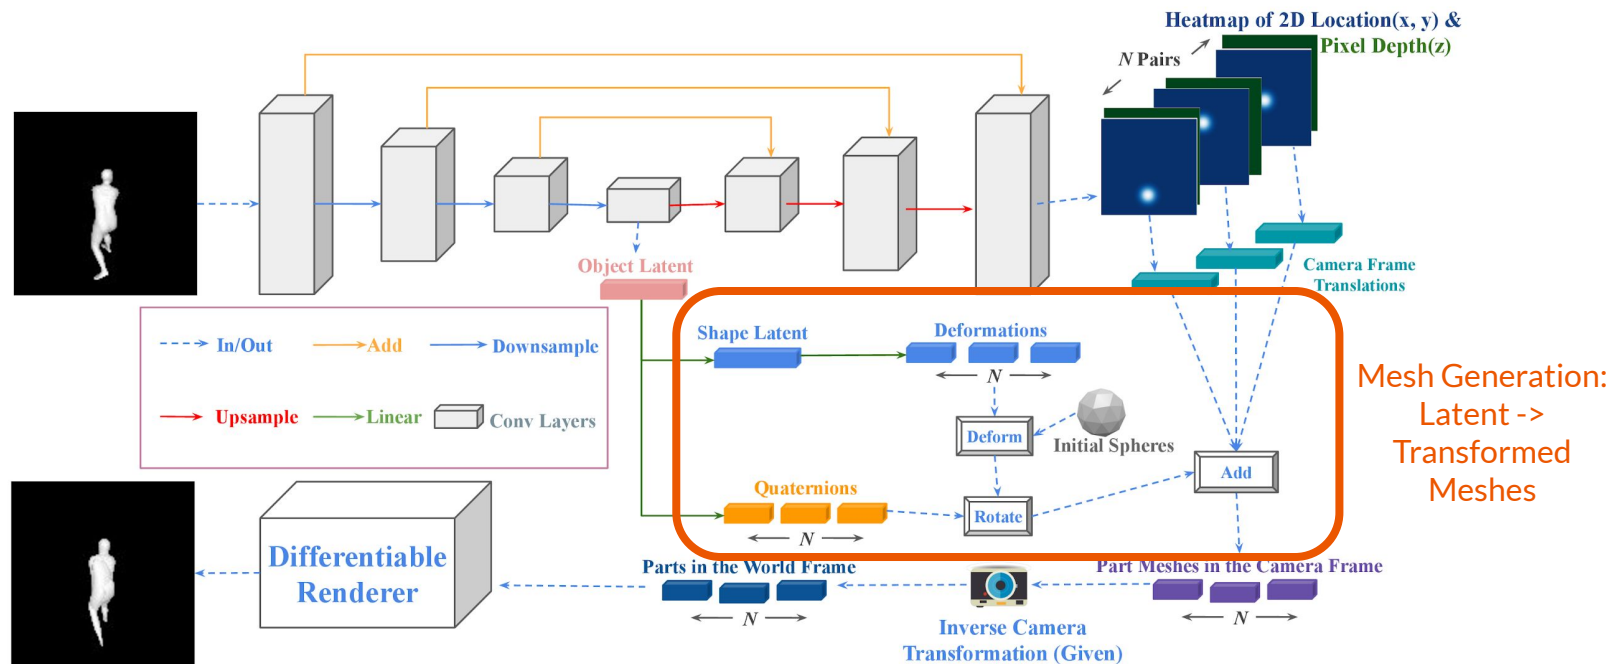 Heatmap of 2D Location(x, y) &
Pixel Depth(z)
N Pairs
Object Latent
Camera Frame
Translations
In/Out
Add
Downsample
Upsample
Linear
Conv Layers
Shape Latent
Deformations
N
Deform
Initial Spheres
Add
Quaternions
Rotate
N
Mesh Generation:
Latent ->
Transformed
Meshes
Differentiable
Renderer
Parts in the World Frame
N
Inverse Camera
Transformation (Given)
Part Meshes in the Camera Frame
N